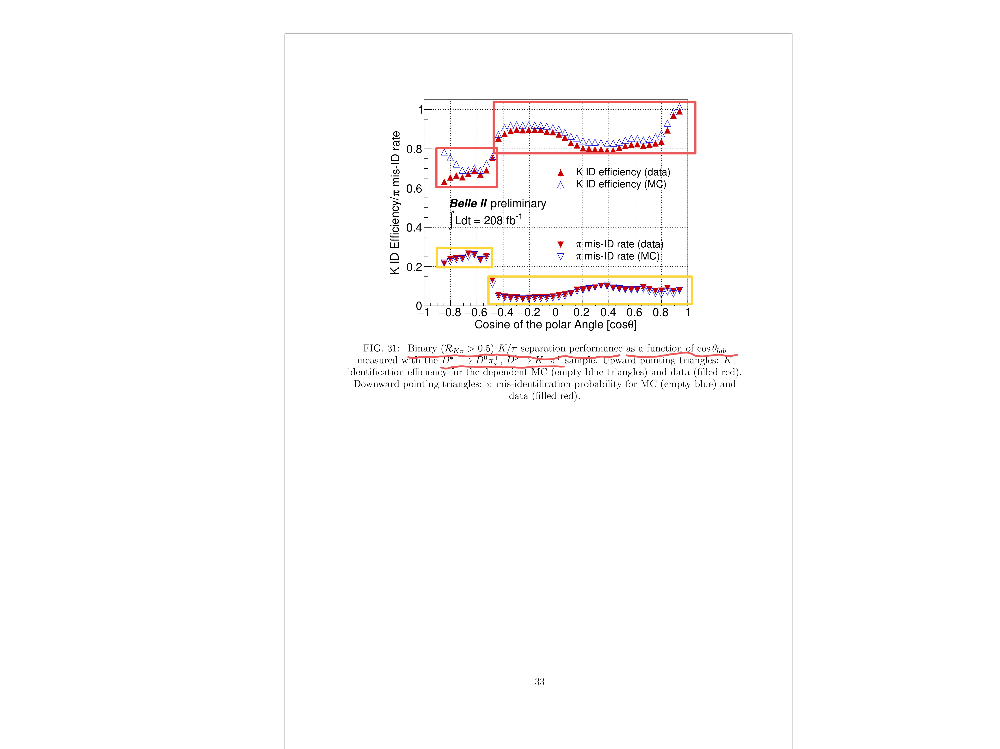 1
0.8
0.6
0.4
0.2
0
K ID Efficiency/π mis-ID rate
K ID efficiency (data)
K ID efficiency (MC)
Belle II preliminary
∫Ldt = 208 fb⁻¹
π mis-ID rate (data)
π mis-ID rate (MC)
−1 −0.8 −0.6 −0.4 −0.2 0 0.2 0.4 0.6 0.8 1
Cosine of the polar Angle [cosθ]
FIG. 31: Binary (ℛ_{Kπ} > 0.5) K/π separation performance as a function of cos θ_{lab}
measured with the D^{*+} → D⁰π_s^+, D⁰ → K⁻π⁺ sample. Upward pointing triangles: K
identification efficiency for the dependent MC (empty blue triangles) and data (filled red).
Downward pointing triangles: π mis-identification probability for MC (empty blue) and
data (filled red).
33